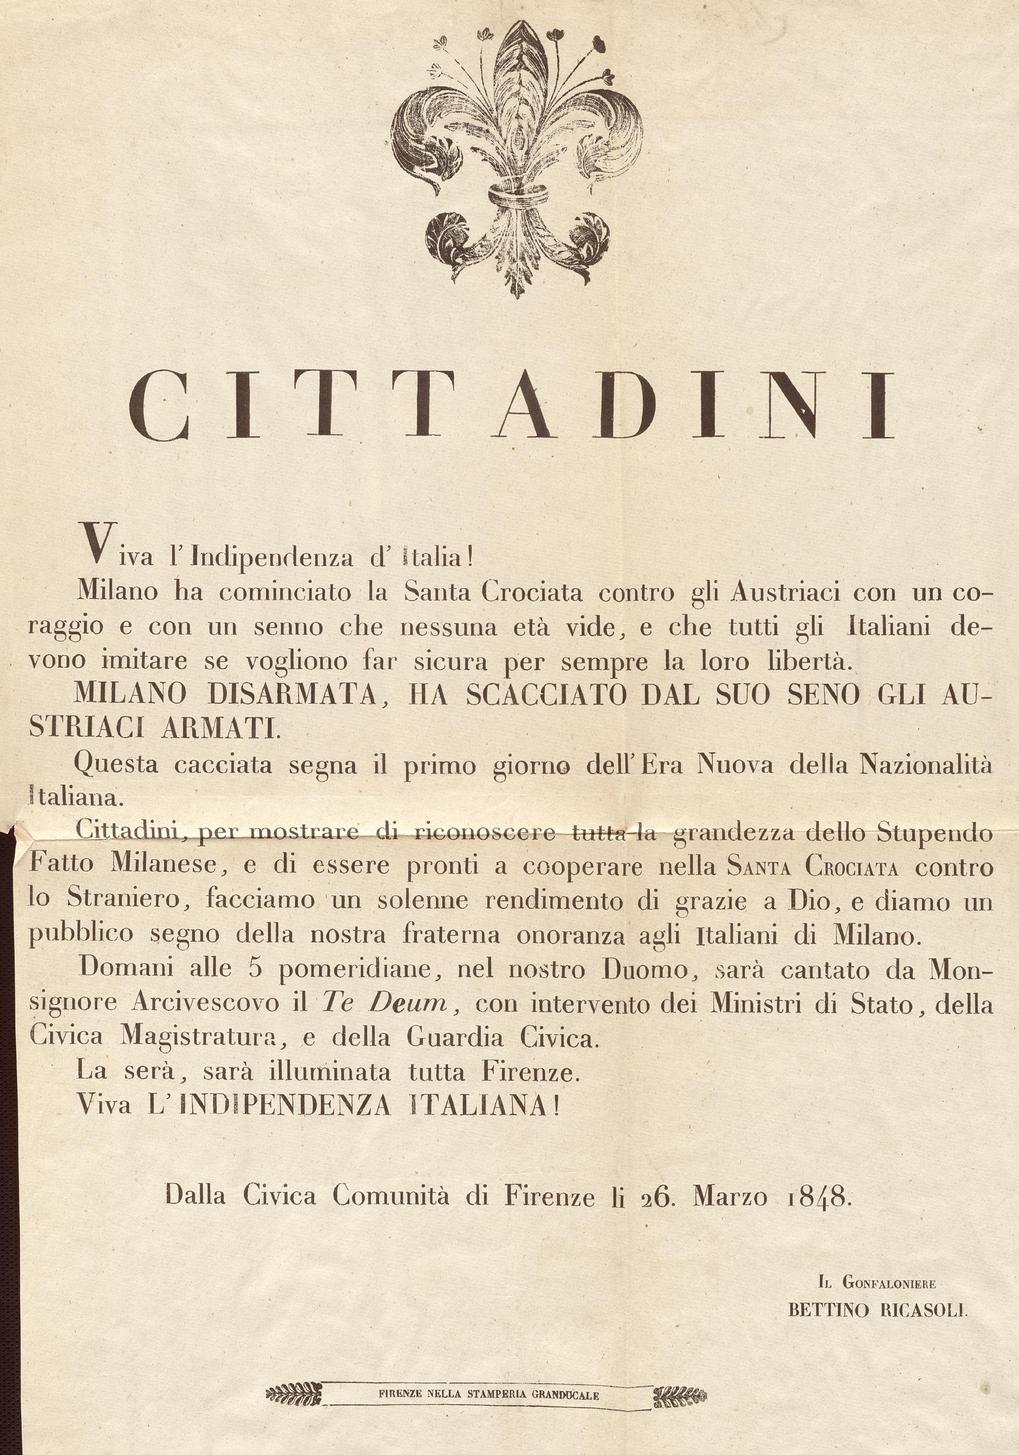 CITTADINI
Viva l' Indipendenza d' Italia!
Milano ha cominciato la Santa Crociata contro gli Austriaci con un co-
raggio e con un senno che nessuna età vide, e che tutti gli Italiani de-
vono imitare se vogliono far sicura per sempre la loro libertà.
MILANO DISARMATA, HA SCACCIATO DAL SUO SENO GLI AU-
STRIACI ARMATI.
Questa cacciata segna il primo giorno dell' Era Nuova della Nazionalità
Italiana.
Cittadini, per mostrare di riconoscere tutta la grandezza dello Stupendo
Fatto Milanese, e di essere pronti a cooperare nella SANTA CROCIATA contro
lo Straniero, facciamo un solenne rendimento di grazie a Dio, e diamo un
pubblico segno della nostra fraterna onoranza agli Italiani di Milano.
Domani alle 5 pomeridiane, nel nostro Duomo, sarà cantato da Mon-
signore Arcivescovo il Te Deum, con intervento dei Ministri di Stato, della
Civica Magistratura, e della Guardia Civica.
La serà, sarà illuminata tutta Firenze.
Viva L' INDIPENDENZA ITALIANA!
Dalla Civica Comunità di Firenze li 26. Marzo 1848.
IL GONFALONIERE
BETTINO RICASOLI.
FIRENZE NELLA STAMPERIA GRANDUCALE